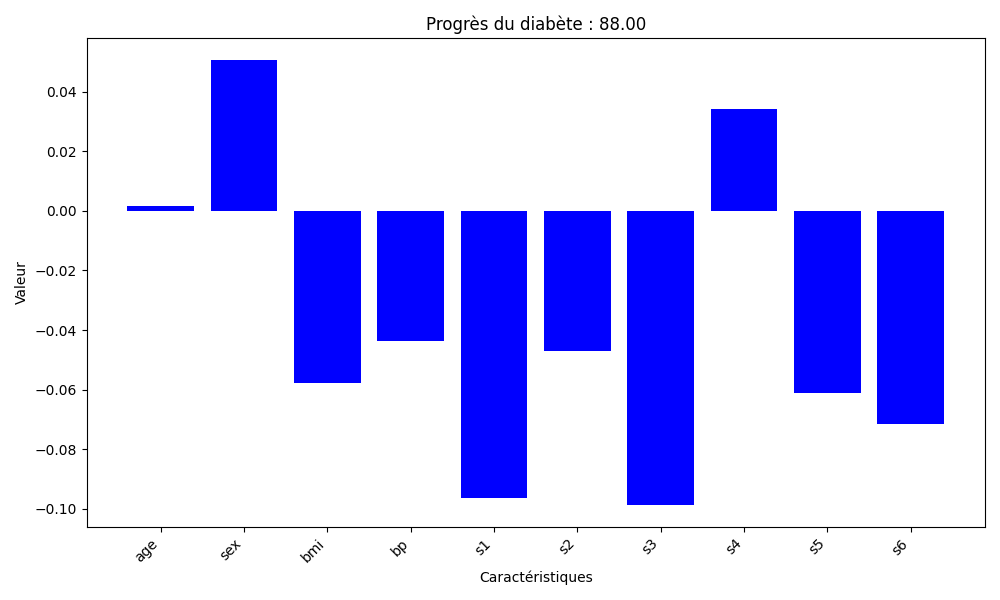 Progrès du diabète : 88.00
0.04
0.02
0.00
−0.02
−0.04
−0.06
−0.08
−0.10
Valeur
age
sex
bmi
bp
s1
s2
s3
s4
s5
s6
Caractéristiques